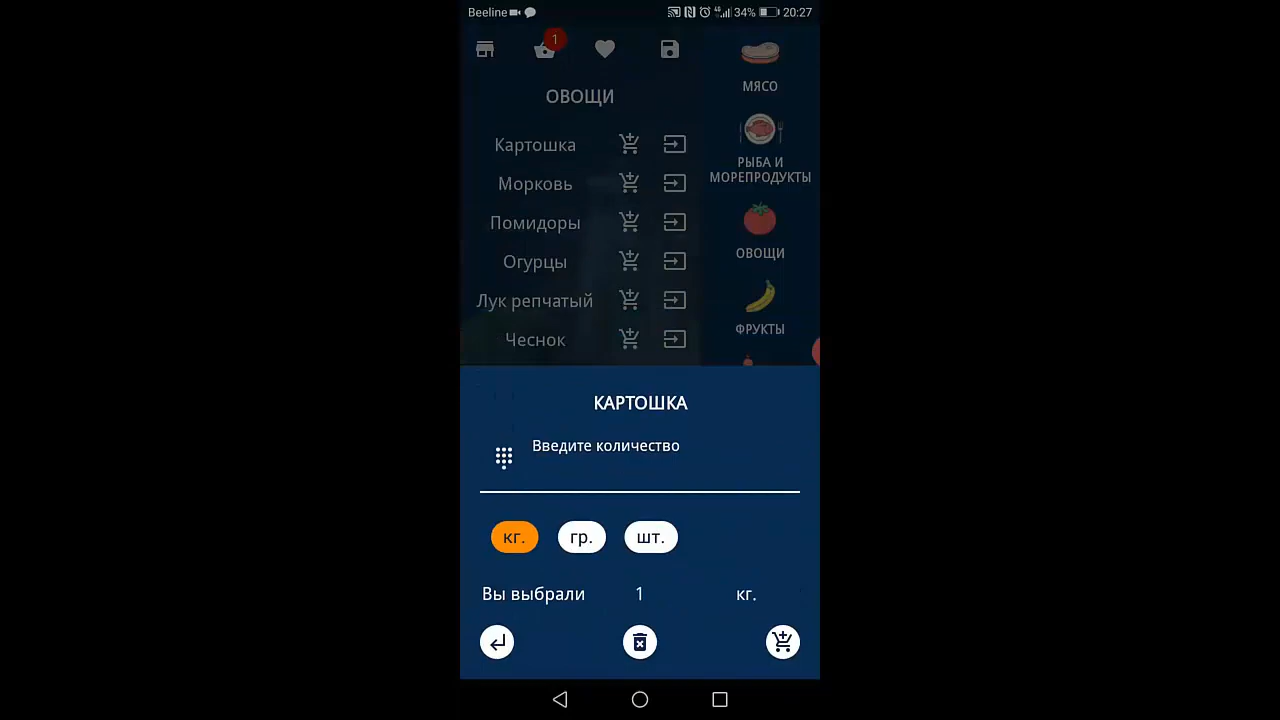 Beeline 4G 34% 20:27
1
ОВОЩИ
Картошка
Морковь
Помидоры
Огурцы
Лук репчатый
Чеснок
МЯСО
РЫБА И
МОРЕПРОДУКТЫ
ОВОЩИ
ФРУКТЫ
КАРТОШКА
Введите количество
кг. гр. шт.
Вы выбрали 1 кг.